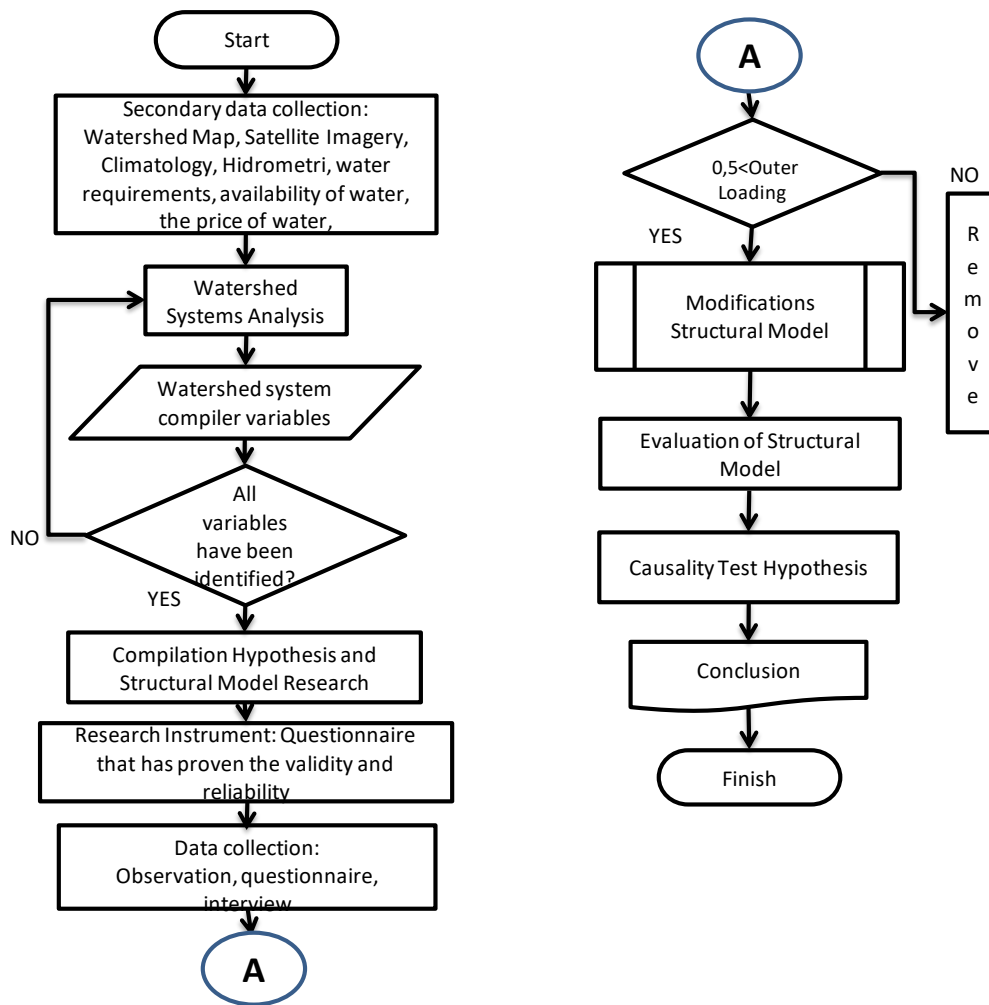 Start
Secondary data collection:
Watershed Map, Satellite Imagery,
Climatology, Hidrometri, water
requirements, availability of water,
the price of water,
Watershed
Systems Analysis
Watershed system
compiler variables
All
variables
have been
identified?
NO
YES
Compilation Hypothesis and
Structural Model Research
Research Instrument: Questionnaire
that has proven the validity and
reliability
Data collection:
Observation, questionnaire,
interview
A
A
0,5<Outer
Loading
NO
YES
R
e
m
o
v
e
Modifications
Structural Model
Evaluation of Structural
Model
Causality Test Hypothesis
Conclusion
Finish